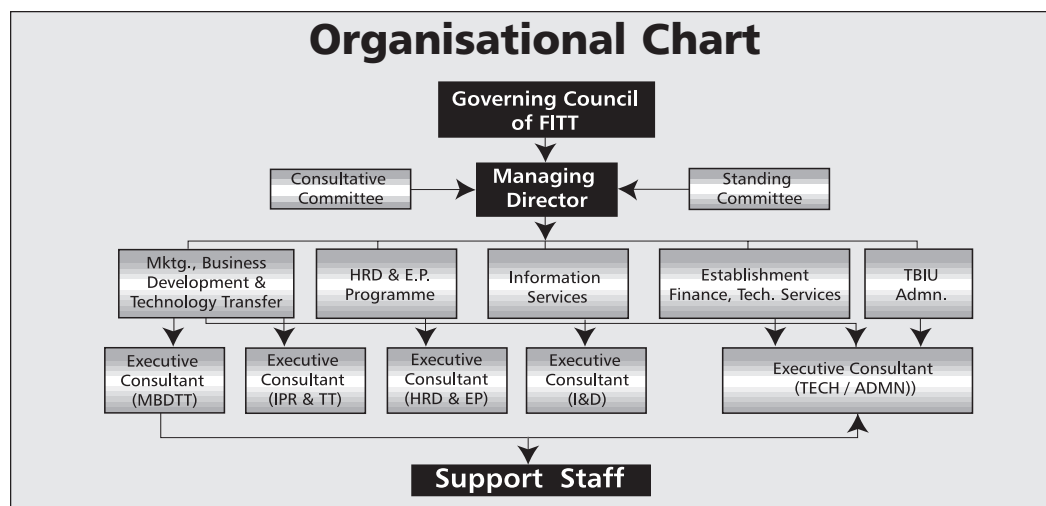 Organisational Chart
Governing Council
of FITT
Consultative
Committee
Managing
Director
Standing
Committee
Mktg., Business
Development &
Technology Transfer
HRD & E.P.
Programme
Information
Services
Establishment
Finance, Tech. Services
TBIU
Admn.
Executive
Consultant
(MBDTT)
Executive
Consultant
(IPR & TT)
Executive
Consultant
(HRD & EP)
Executive
Consultant
(I&D)
Executive Consultant
(TECH / ADMN))
Support Staff